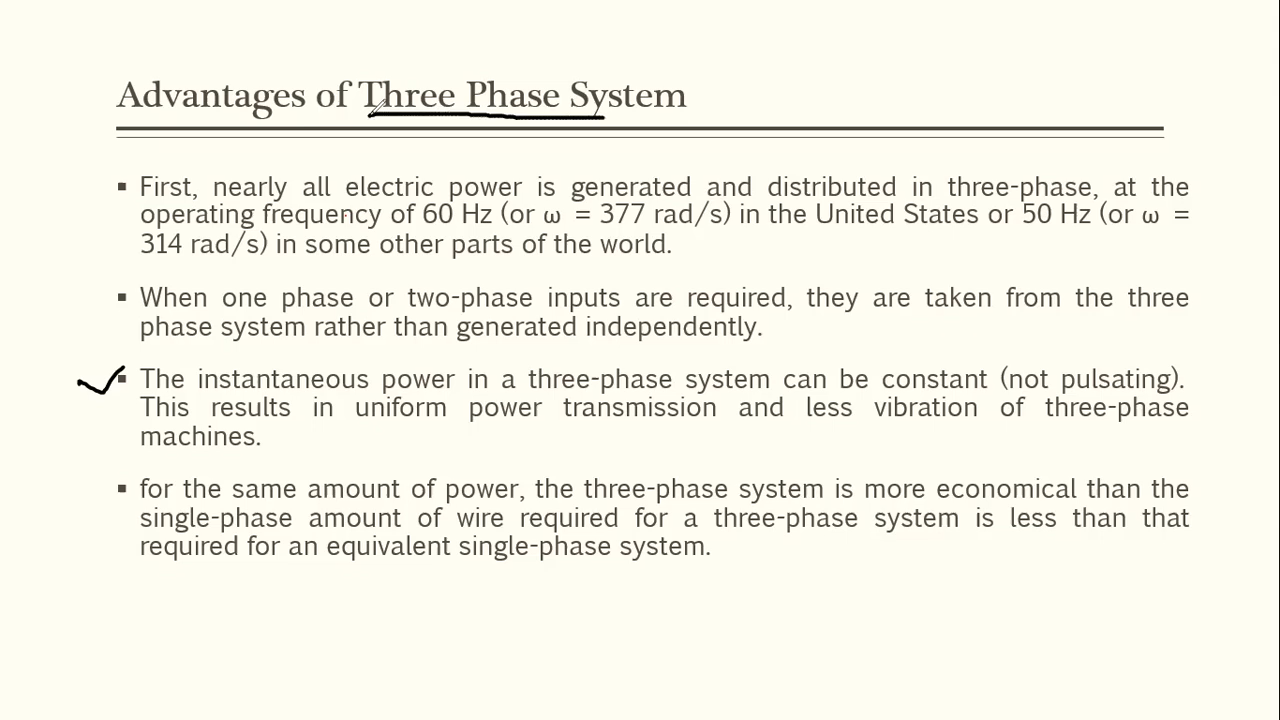 Advantages of Three Phase System
▪ First, nearly all electric power is generated and distributed in three-phase, at the
operating frequency of 60 Hz (or ω = 377 rad/s) in the United States or 50 Hz (or ω =
314 rad/s) in some other parts of the world.
▪ When one phase or two-phase inputs are required, they are taken from the three
phase system rather than generated independently.
▪ The instantaneous power in a three-phase system can be constant (not pulsating).
This results in uniform power transmission and less vibration of three-phase
machines.
▪ for the same amount of power, the three-phase system is more economical than the
single-phase amount of wire required for a three-phase system is less than that
required for an equivalent single-phase system.